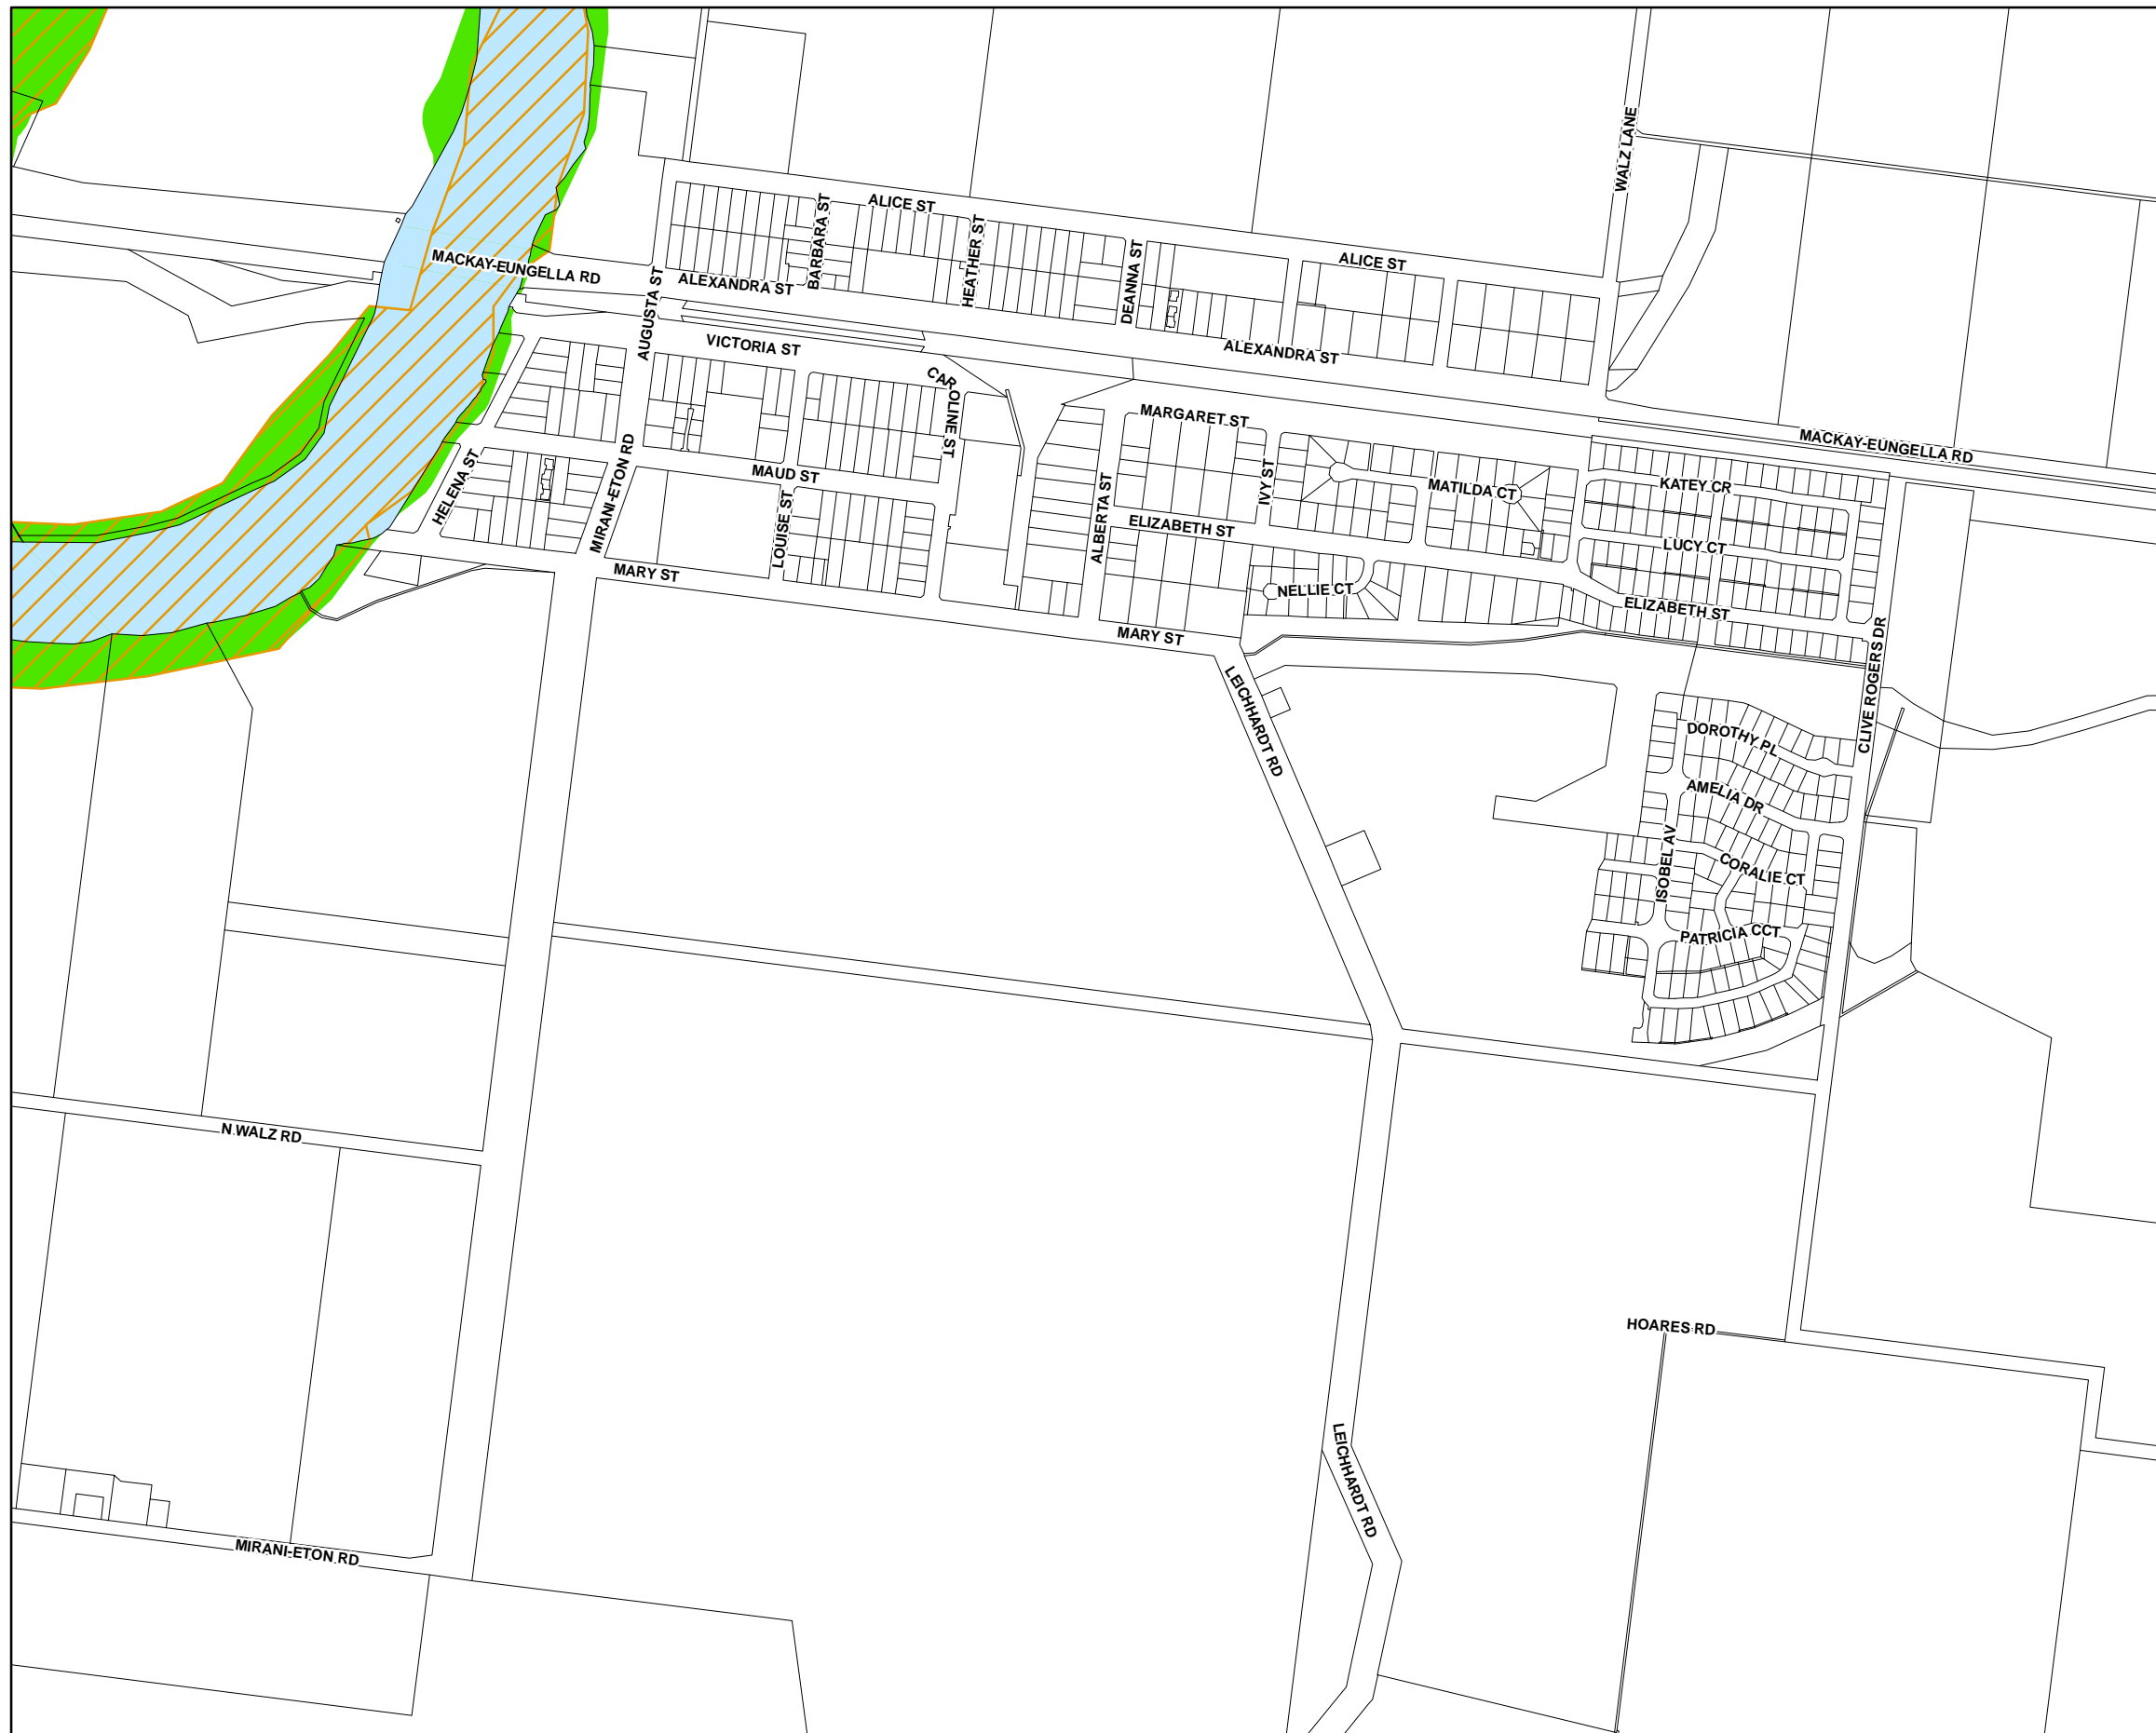 WALZ LANE
ALICE ST
BARBARA ST
HEATHER ST
DEANNA ST
ALICE ST
MACKAY-EUNGELLA RD
ALEXANDRA ST
AUGUSTA ST
VICTORIA ST
ALEXANDRA ST
CAROLINE ST
MARGARET ST
MACKAY-EUNGELLA RD
HELENA ST
MIRANI-ETON RD
MAUD ST
LOUISE ST
ALBERTA ST
IVY ST
MATILDA CT
KATEY CR
ELIZABETH ST
LUCY CT
MARY ST
NELLIE CT
ELIZABETH ST
MARY ST
CLIVE ROGERS DR
LEICHHARDT RD
DOROTHY PL
AMELIA DR
ISOBEL AV
CORALIE CT
PATRICIA CCT
N WALZ RD
HOARES RD
LEICHHARDT RD
MIRANI-ETON RD